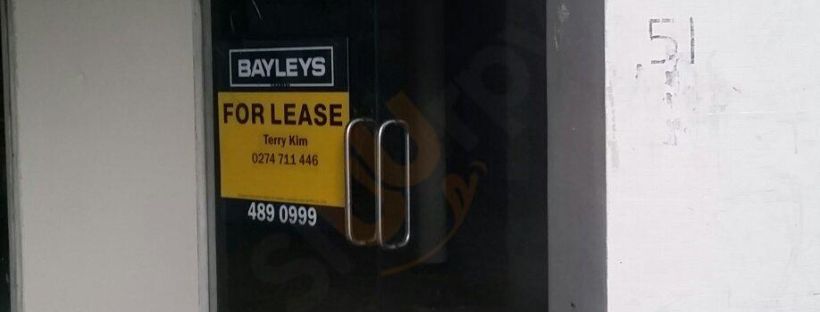 BAYLEYS
FOR LEASE
Terry Kim
0274 711 446
489 0999
51